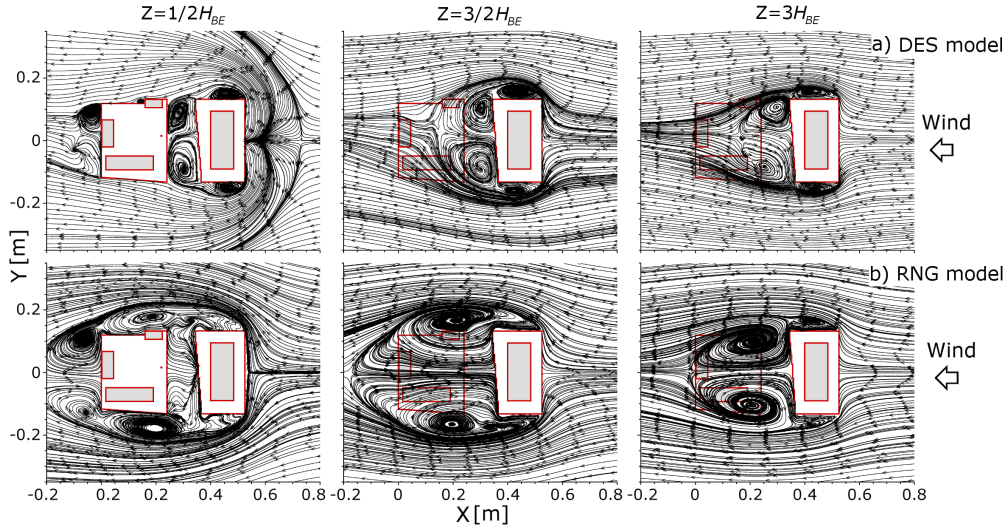 Z=1/2H_BE Z=3/2H_BE Z=3H_BE
a) DES model
0.2
0
-0.2
Wind
Y [m]
b) RNG model
0.2
0
-0.2
Wind
-0.2 0 0.2 0.4 0.6 0.8 0 0.2 0.4 0.6 0.8 -0.2 0 0.2 0.4 0.6 0.8
X [m]